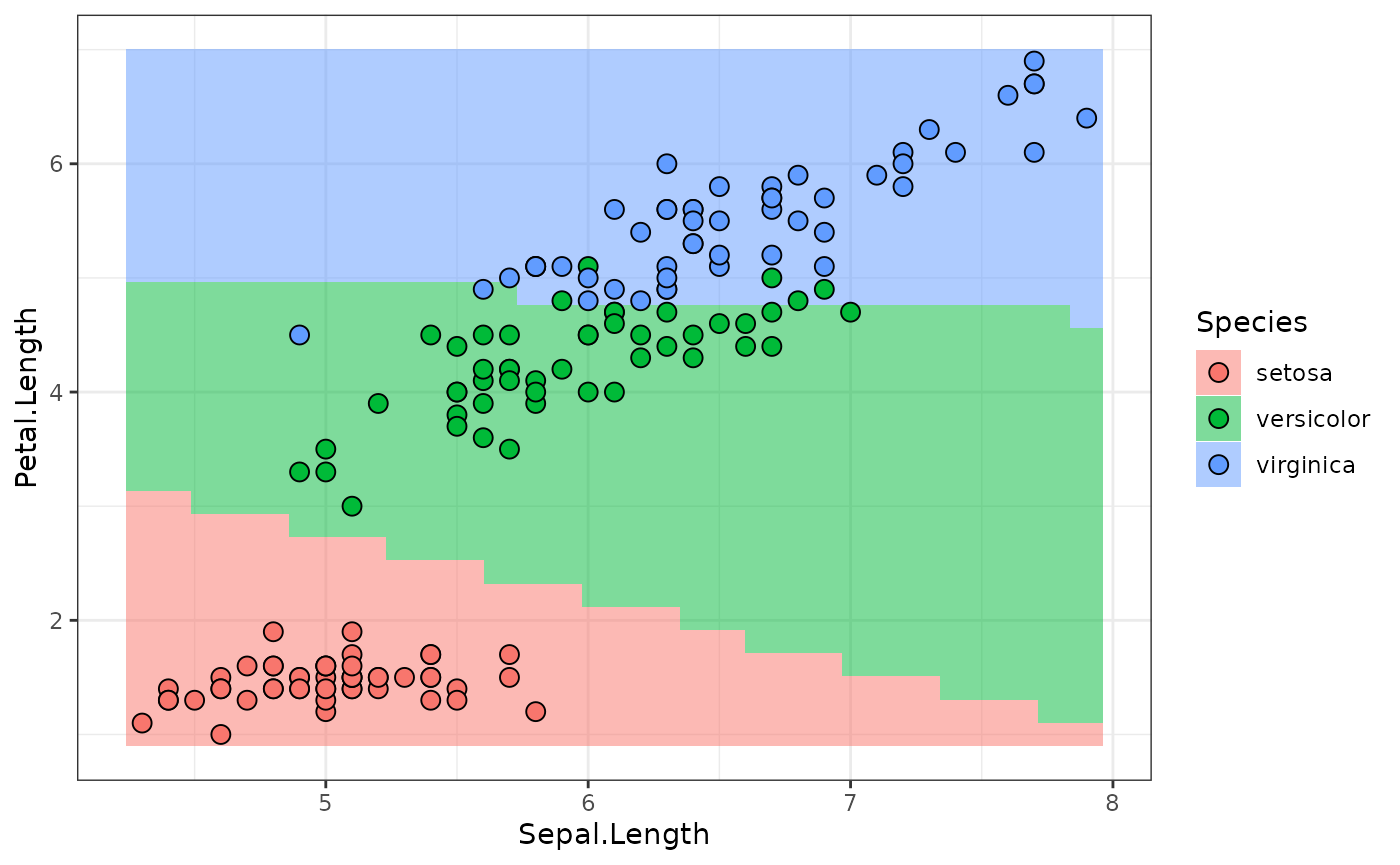 6
4
2
Petal.Length
5 6 7 8
Sepal.Length
Species
setosa
versicolor
virginica